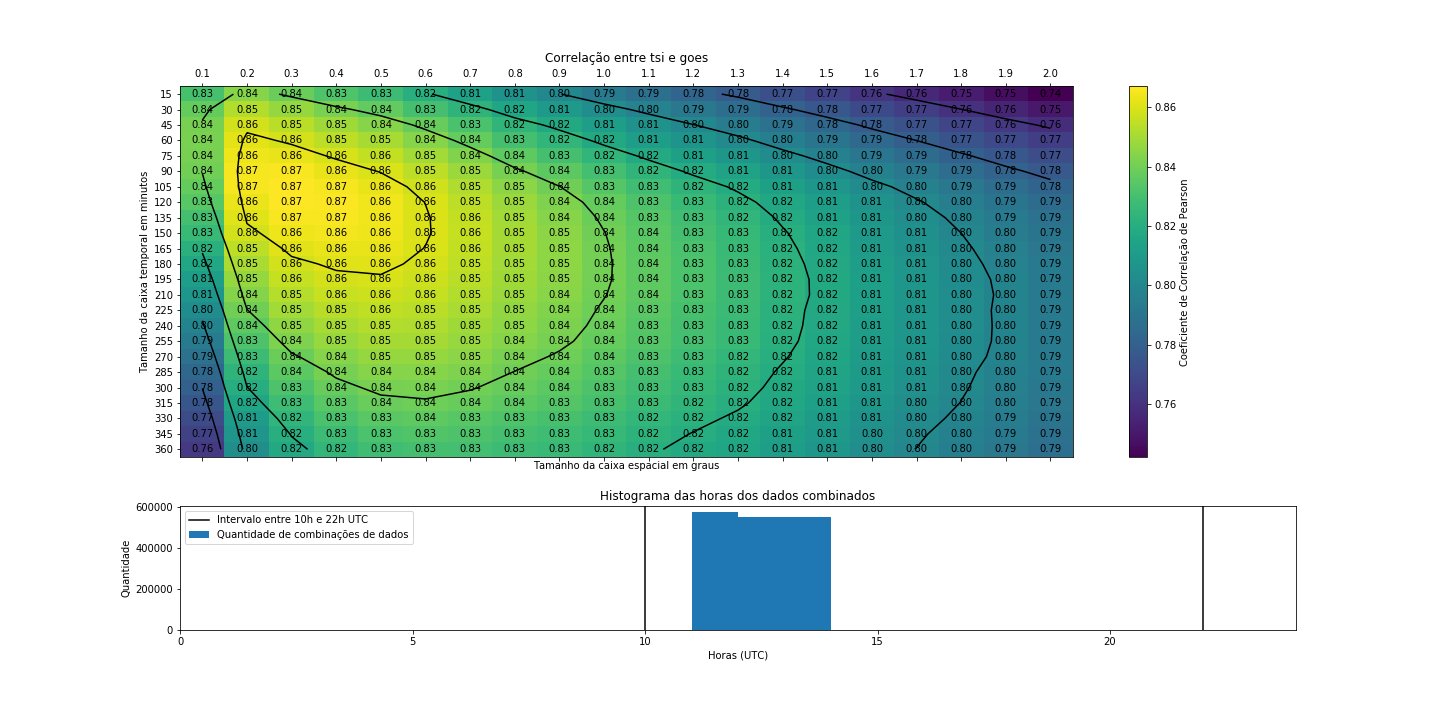 Correlação entre tsi e goes
0.1 0.2 0.3 0.4 0.5 0.6 0.7 0.8 0.9 1.0 1.1 1.2 1.3 1.4 1.5 1.6 1.7 1.8 1.9 2.0
15 0.83 0.84 0.84 0.83 0.83 0.82 0.81 0.81 0.80 0.79 0.79 0.78 0.78 0.77 0.77 0.76 0.76 0.75 0.75 0.74
30 0.84 0.85 0.85 0.84 0.84 0.83 0.82 0.82 0.81 0.80 0.80 0.79 0.79 0.78 0.78 0.77 0.77 0.76 0.76 0.75
45 0.84 0.86 0.85 0.85 0.84 0.84 0.83 0.82 0.82 0.81 0.81 0.80 0.80 0.79 0.78 0.78 0.77 0.77 0.76 0.76
60 0.84 0.86 0.86 0.85 0.85 0.84 0.84 0.83 0.82 0.82 0.81 0.81 0.80 0.80 0.79 0.79 0.78 0.78 0.77 0.77
75 0.84 0.86 0.86 0.86 0.86 0.85 0.84 0.84 0.83 0.82 0.82 0.81 0.81 0.80 0.80 0.79 0.79 0.78 0.78 0.77
90 0.84 0.87 0.87 0.86 0.86 0.85 0.85 0.84 0.84 0.83 0.82 0.82 0.81 0.81 0.80 0.80 0.79 0.79 0.78 0.78
105 0.84 0.87 0.87 0.87 0.86 0.86 0.85 0.85 0.84 0.83 0.83 0.82 0.82 0.81 0.81 0.80 0.80 0.79 0.79 0.78
120 0.83 0.86 0.87 0.87 0.86 0.86 0.85 0.85 0.84 0.84 0.83 0.83 0.82 0.82 0.81 0.81 0.80 0.80 0.79 0.79
135 0.83 0.86 0.87 0.87 0.86 0.86 0.85 0.85 0.84 0.84 0.83 0.83 0.82 0.82 0.81 0.81 0.80 0.80 0.79 0.79
150 0.83 0.86 0.86 0.86 0.86 0.86 0.85 0.85 0.84 0.84 0.83 0.83 0.83 0.82 0.82 0.81 0.81 0.80 0.79 0.79
165 0.82 0.85 0.86 0.86 0.86 0.86 0.85 0.85 0.84 0.84 0.84 0.83 0.83 0.82 0.82 0.81 0.81 0.80 0.80 0.79
180 0.82 0.85 0.86 0.86 0.86 0.86 0.85 0.85 0.85 0.84 0.84 0.83 0.83 0.82 0.82 0.81 0.81 0.80 0.80 0.79
195 0.81 0.85 0.85 0.86 0.86 0.86 0.85 0.85 0.84 0.84 0.84 0.83 0.83 0.82 0.82 0.81 0.81 0.80 0.80 0.79
210 0.81 0.84 0.85 0.86 0.86 0.85 0.85 0.85 0.84 0.84 0.84 0.83 0.83 0.82 0.82 0.81 0.81 0.80 0.80 0.79
225 0.80 0.84 0.85 0.85 0.86 0.85 0.85 0.85 0.84 0.84 0.83 0.83 0.83 0.82 0.82 0.81 0.81 0.80 0.80 0.79
240 0.80 0.84 0.85 0.85 0.85 0.85 0.85 0.85 0.84 0.84 0.83 0.83 0.83 0.82 0.82 0.81 0.81 0.80 0.80 0.79
255 0.79 0.83 0.84 0.85 0.85 0.85 0.85 0.84 0.84 0.84 0.83 0.83 0.82 0.82 0.82 0.81 0.81 0.80 0.80 0.79
270 0.79 0.83 0.84 0.84 0.85 0.85 0.85 0.84 0.84 0.84 0.83 0.83 0.82 0.82 0.81 0.81 0.81 0.80 0.80 0.79
285 0.78 0.82 0.84 0.84 0.84 0.84 0.84 0.84 0.84 0.83 0.83 0.83 0.82 0.82 0.81 0.81 0.81 0.80 0.80 0.79
300 0.78 0.82 0.83 0.84 0.84 0.84 0.84 0.84 0.84 0.83 0.83 0.83 0.82 0.82 0.81 0.81 0.81 0.80 0.80 0.79
315 0.78 0.82 0.83 0.83 0.84 0.84 0.84 0.84 0.83 0.83 0.83 0.82 0.82 0.82 0.81 0.81 0.80 0.80 0.80 0.79
330 0.77 0.81 0.82 0.83 0.83 0.84 0.83 0.83 0.83 0.83 0.83 0.82 0.82 0.82 0.81 0.81 0.80 0.80 0.79 0.79
345 0.77 0.81 0.82 0.83 0.83 0.83 0.83 0.83 0.83 0.83 0.82 0.82 0.82 0.81 0.81 0.80 0.80 0.80 0.79 0.79
360 0.76 0.80 0.82 0.82 0.83 0.83 0.83 0.83 0.83 0.82 0.82 0.82 0.82 0.81 0.81 0.80 0.80 0.80 0.79 0.79
Tamanho da caixa temporal em minutos
Tamanho da caixa espacial em graus
0.86
0.84
0.82
0.80
0.78
0.76
Coeficiente de Correlação de Pearson
Histograma das horas dos dados combinados
Intervalo entre 10h e 22h UTC
Quantidade de combinações de dados
600000
400000
200000
0
Quantidade
0 5 10 15 20
Horas (UTC)